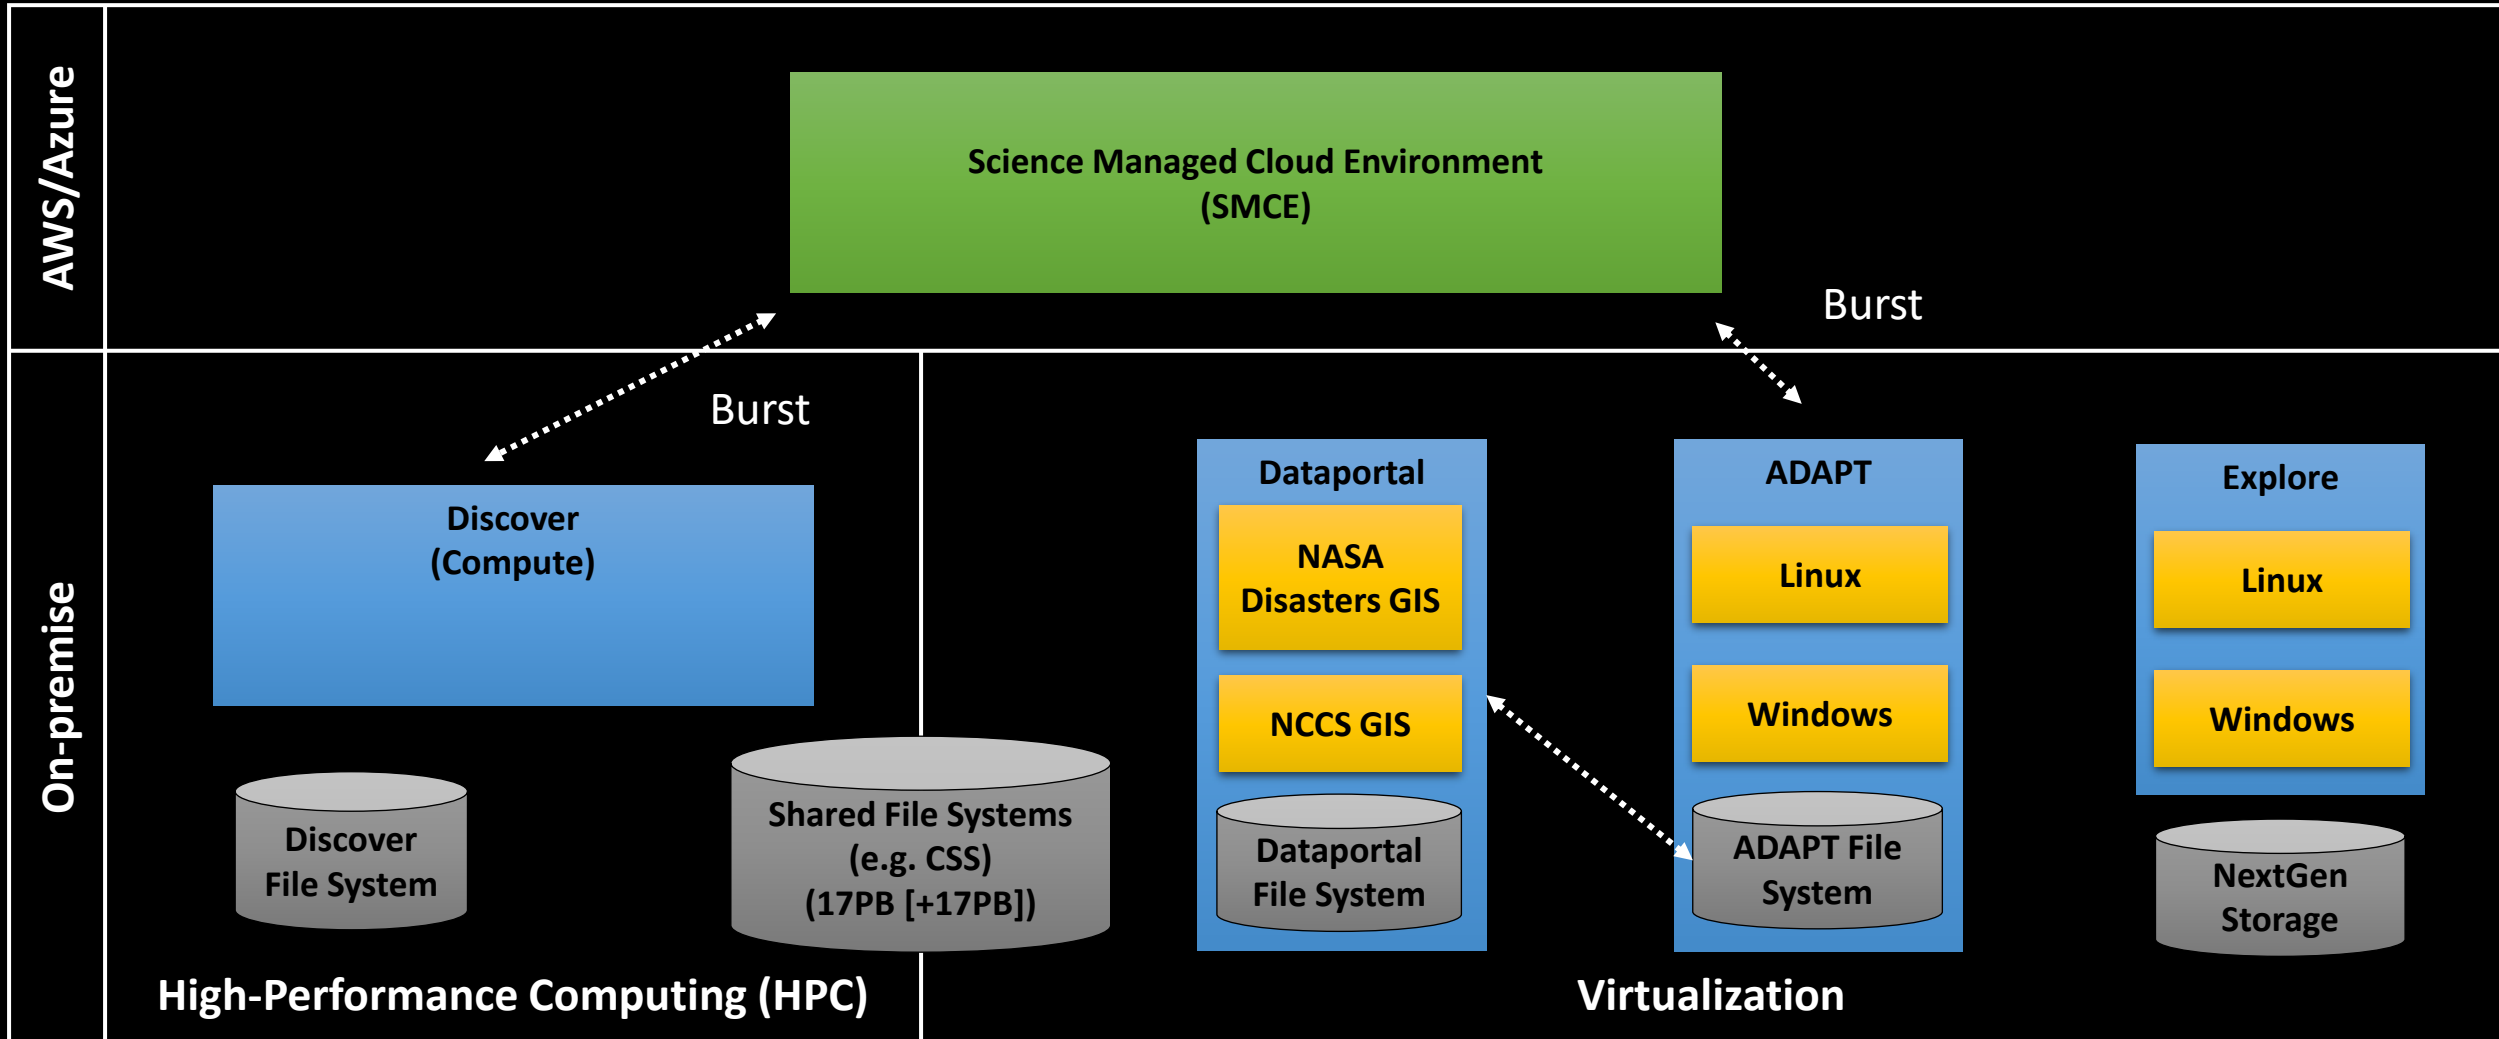 AWS/Azure
Science Managed Cloud Environment
(SMCE)
Burst
Burst
On-premise
Discover
(Compute)
Discover
File System
Shared File Systems
(e.g. CSS)
(17PB [+17PB])
High-Performance Computing (HPC)
Dataportal
NASA
Disasters GIS
NCCS GIS
Dataportal
File System
ADAPT
Linux
Windows
ADAPT File
System
Explore
Linux
Windows
NextGen
Storage
Virtualization